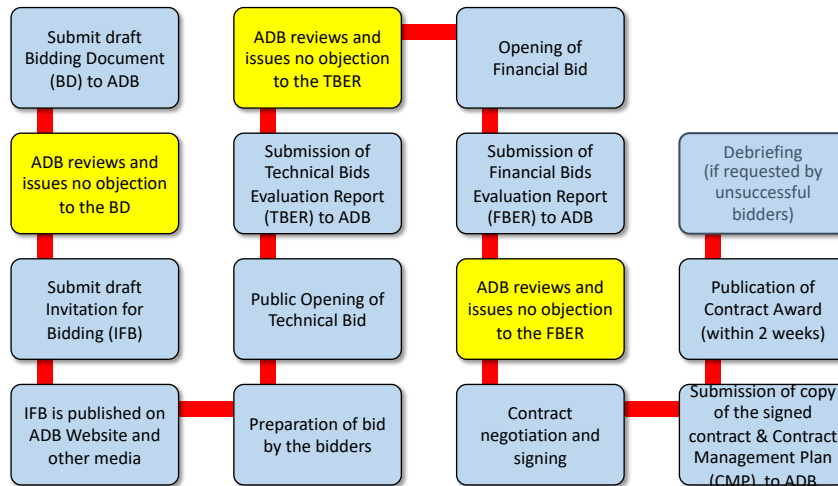 Submit draft
Bidding Document
(BD) to ADB
ADB reviews and
issues no objection
to the BD
Submit draft
Invitation for
Bidding (IFB)
IFB is published on
ADB Website and
other media
Preparation of bid
by the bidders
Public Opening of
Technical Bid
Submission of
Technical Bids
Evaluation Report
(TBER) to ADB
ADB reviews and
issues no objection
to the TBER
Opening of
Financial Bid
Submission of
Financial Bids
Evaluation Report
(FBER) to ADB
ADB reviews and
issues no objection
to the FBER
Contract
negotiation and
signing
Submission of copy
of the signed
contract & Contract
Management Plan
(CMP) to ADB
Publication of
Contract Award
(within 2 weeks)
Debriefing
(if requested by
unsuccessful
bidders)